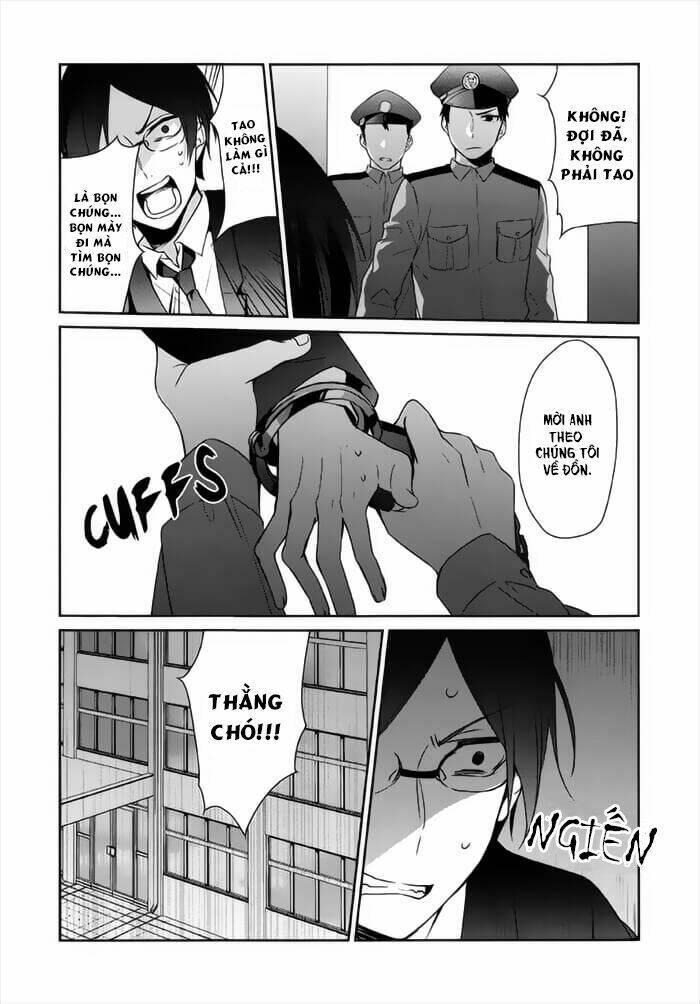 KHÔNG!
ĐỢI ĐÃ,
KHÔNG
PHẢI TAO
TAO
KHÔNG
LÀM GÌ
CẢ!!!
LÀ BỌN
CHÚNG...
BỌN MÀY
ĐI MÀ
TÌM BỌN
CHÚNG...
MỜI ANH
THEO
CHÚNG TÔI
VỀ ĐỒN.
CUFFS
THẰNG
CHÓ!!!
NGIẾN